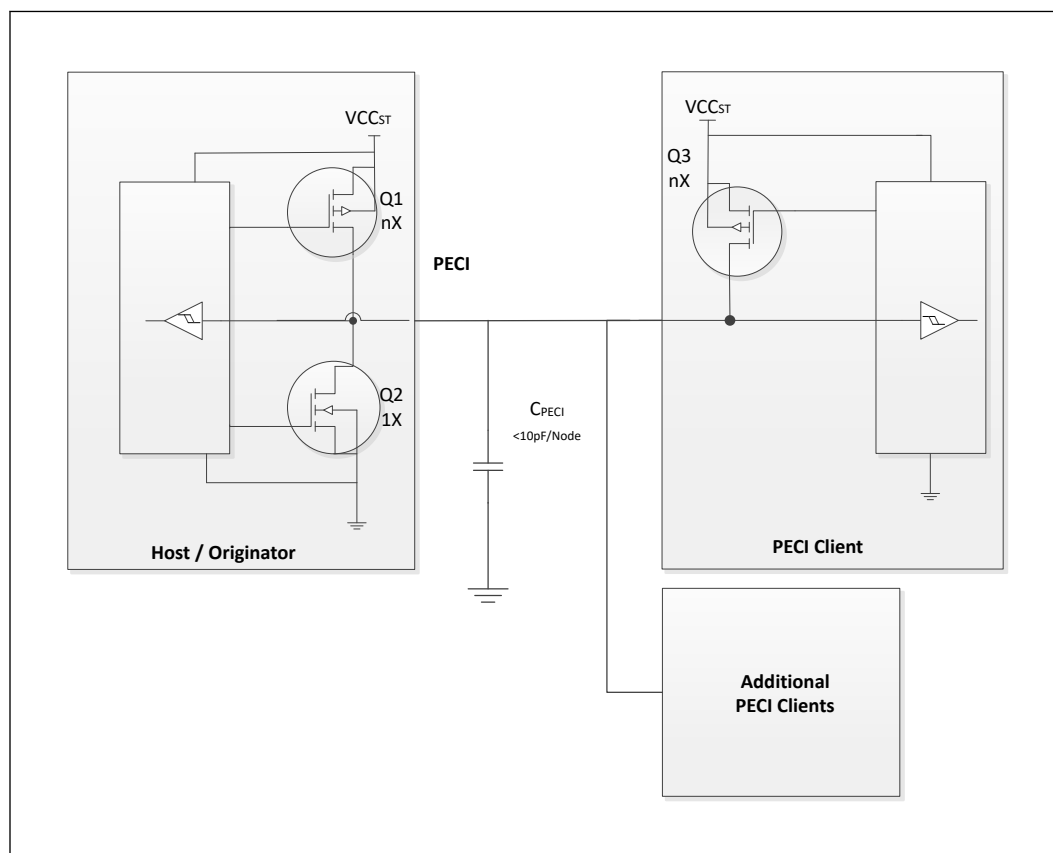 VCCST
Q1
nX
Q2
1X
Host / Originator
PECI
CPECI
<10pF/Node
VCCST
Q3
nX
PECI Client
Additional
PECI Clients